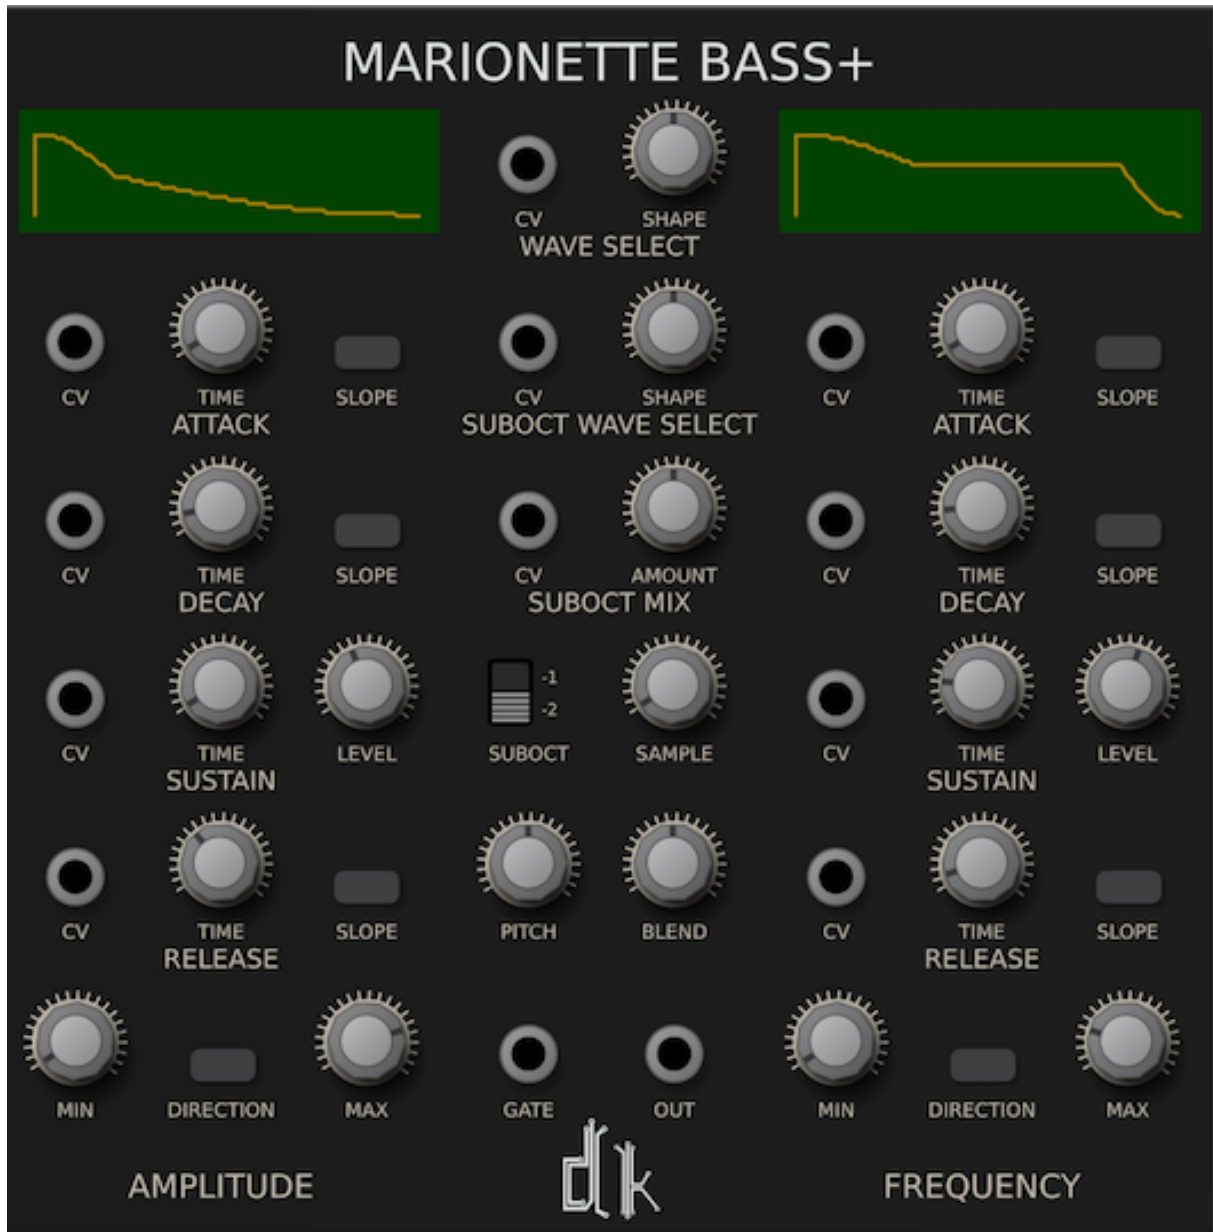 MARIONETTE BASS+
CV SHAPE
WAVE SELECT
CV TIME SLOPE CV SHAPE CV TIME SLOPE
ATTACK SUBOCT WAVE SELECT ATTACK
CV TIME SLOPE CV AMOUNT CV TIME SLOPE
DECAY SUBOCT MIX DECAY
-1
-2
CV TIME LEVEL SUBOCT SAMPLE CV TIME LEVEL
SUSTAIN SUSTAIN
CV TIME SLOPE PITCH BLEND CV TIME SLOPE
RELEASE RELEASE
MIN DIRECTION MAX GATE OUT MIN DIRECTION MAX
AMPLITUDE dlk FREQUENCY